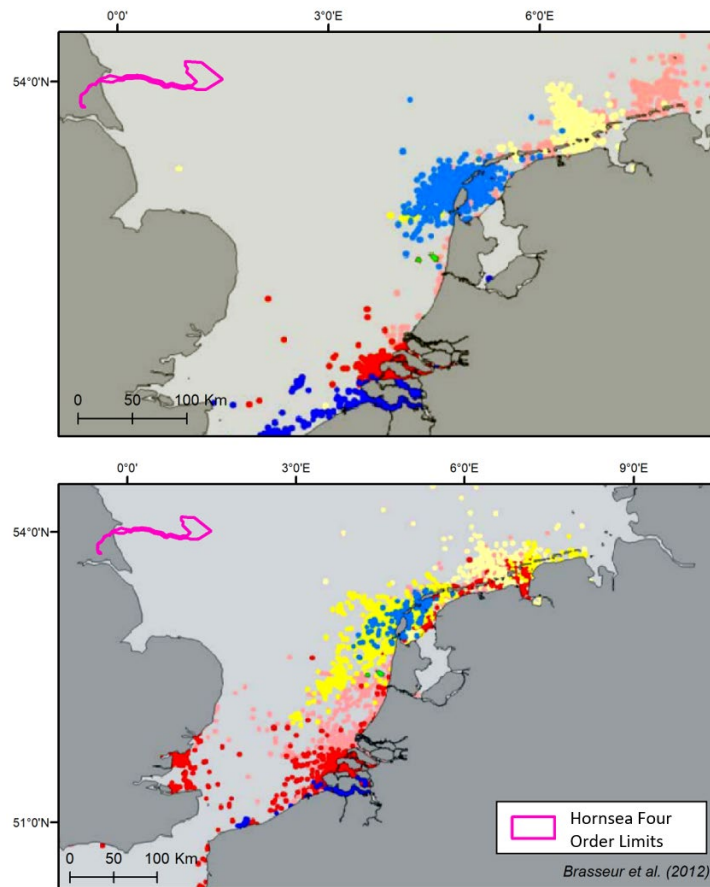 0°0' 3°0'E 6°0'E
54°0'N
0 50 100 Km
0°0' 3°0'E 6°0'E 9°0'E
54°0'N
51°0'N
Hornsea Four
Order Limits
0 50 100 Km
Brasseur et al. (2012)